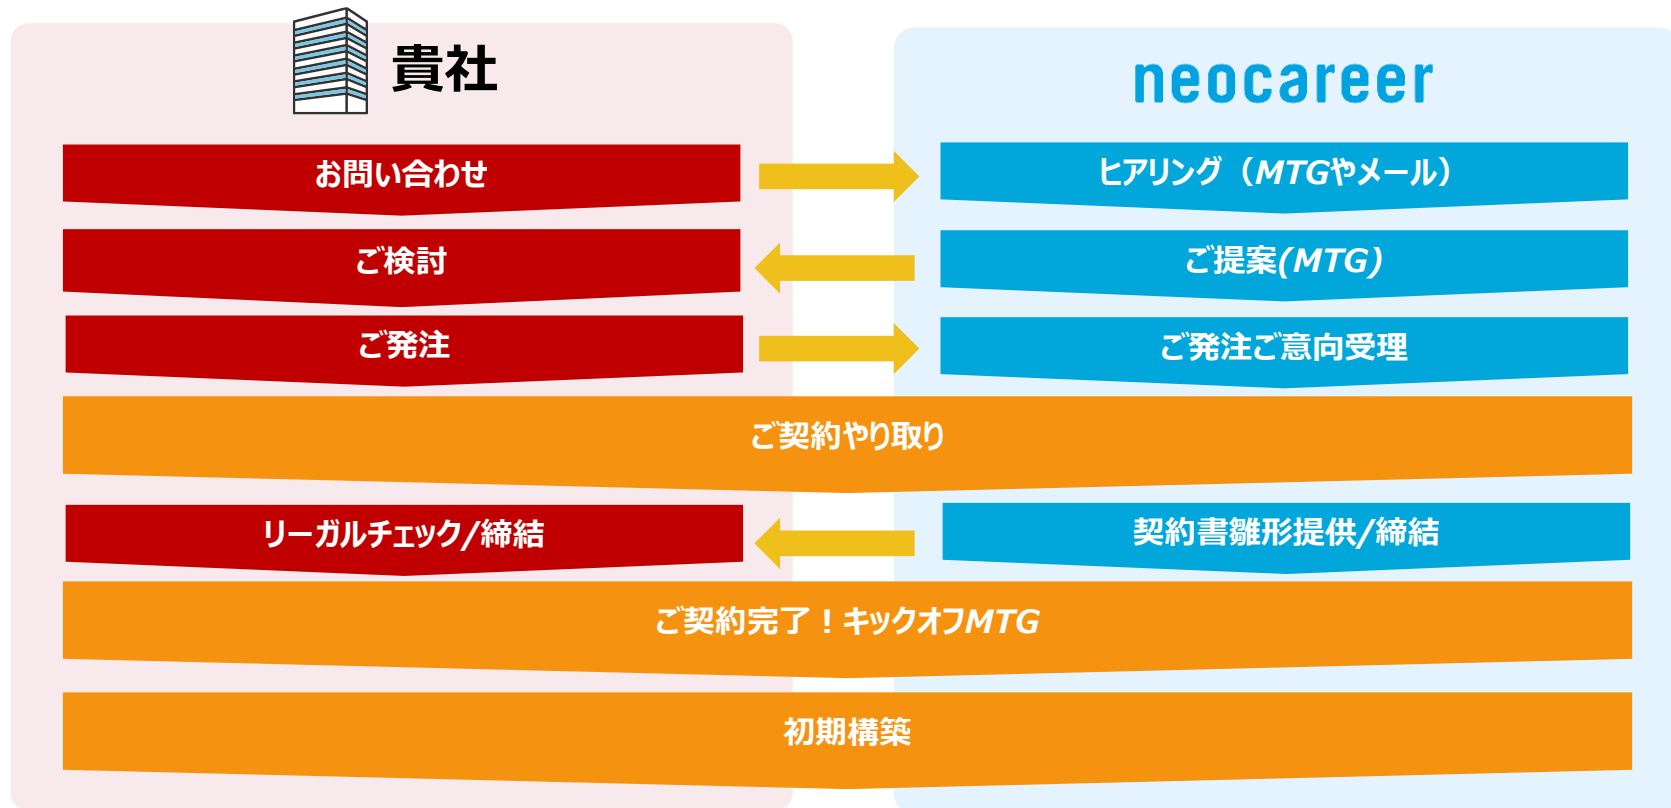 貴社
neocareer
お問い合わせ
ヒアリング（MTGやメール）
ご検討
ご提案(MTG)
ご発注
ご発注ご意向受理
ご契約やり取り
リーガルチェック/締結
契約書雛形提供/締結
ご契約完了！キックオフMTG
初期構築